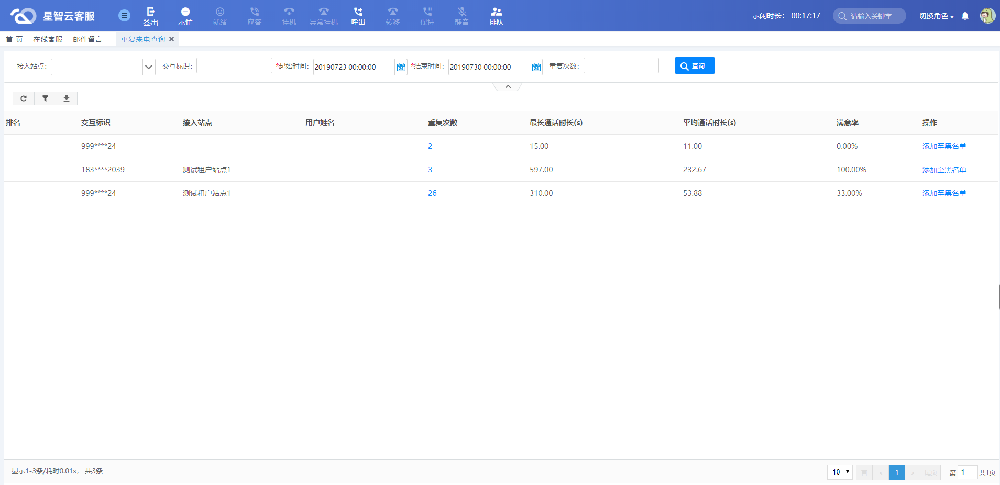 星智云客服 签出 示忙 就绪 应答 挂机 异常挂机 呼出 转移 保持 静音 排队 示闲时长： 00:17:17 请输入关键字 切换角色
首 页 在线客服 邮件留言 重复来电查询
接入站点： 交互标识： *起始时间： 20190723 00:00:00 24 *结束时间： 20190730 00:00:00 24 重复次数： 查询
排名 交互标识 接入站点 用户姓名 重复次数 最长通话时长(s) 平均通话时长(s) 满意率 操作
999****24 2 15.00 11.00 0.00% 添加至黑名单
183****2039 测试租户站点1 3 597.00 232.67 100.00% 添加至黑名单
999****24 测试租户站点1 26 310.00 53.88 33.00% 添加至黑名单
显示1-3条/耗时0.01s， 共3条 10 首 < 1 > 尾页 第 1 共1页